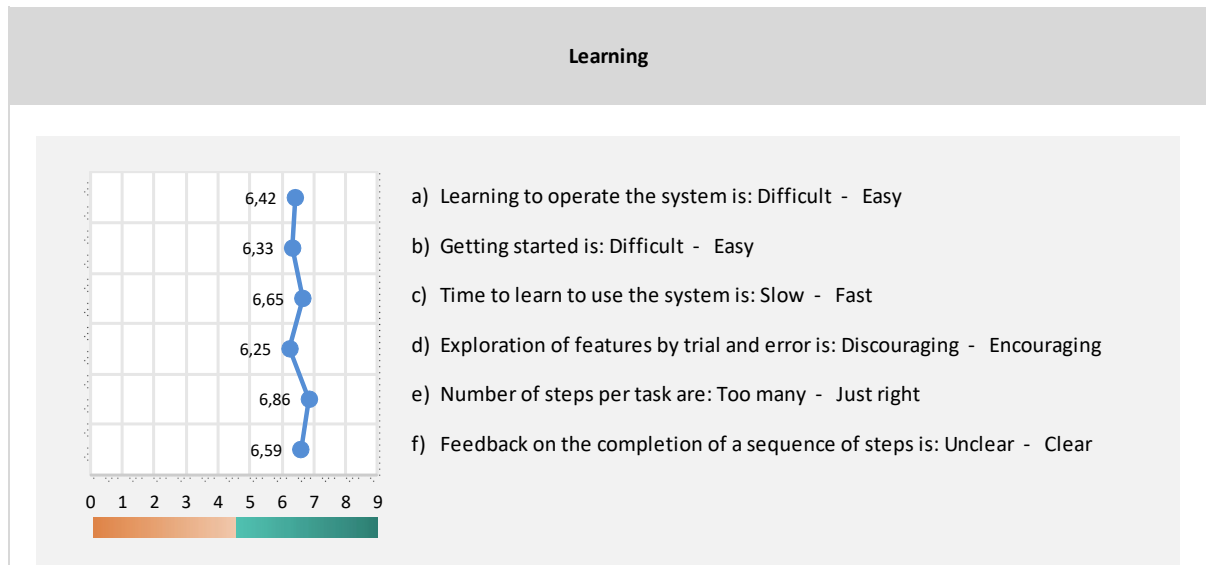 Learning
6,42
a) Learning to operate the system is: Difficult - Easy
6,33
b) Getting started is: Difficult - Easy
6,65
c) Time to learn to use the system is: Slow - Fast
6,25
d) Exploration of features by trial and error is: Discouraging - Encouraging
6,86
e) Number of steps per task are: Too many - Just right
6,59
f) Feedback on the completion of a sequence of steps is: Unclear - Clear
0 1 2 3 4 5 6 7 8 9